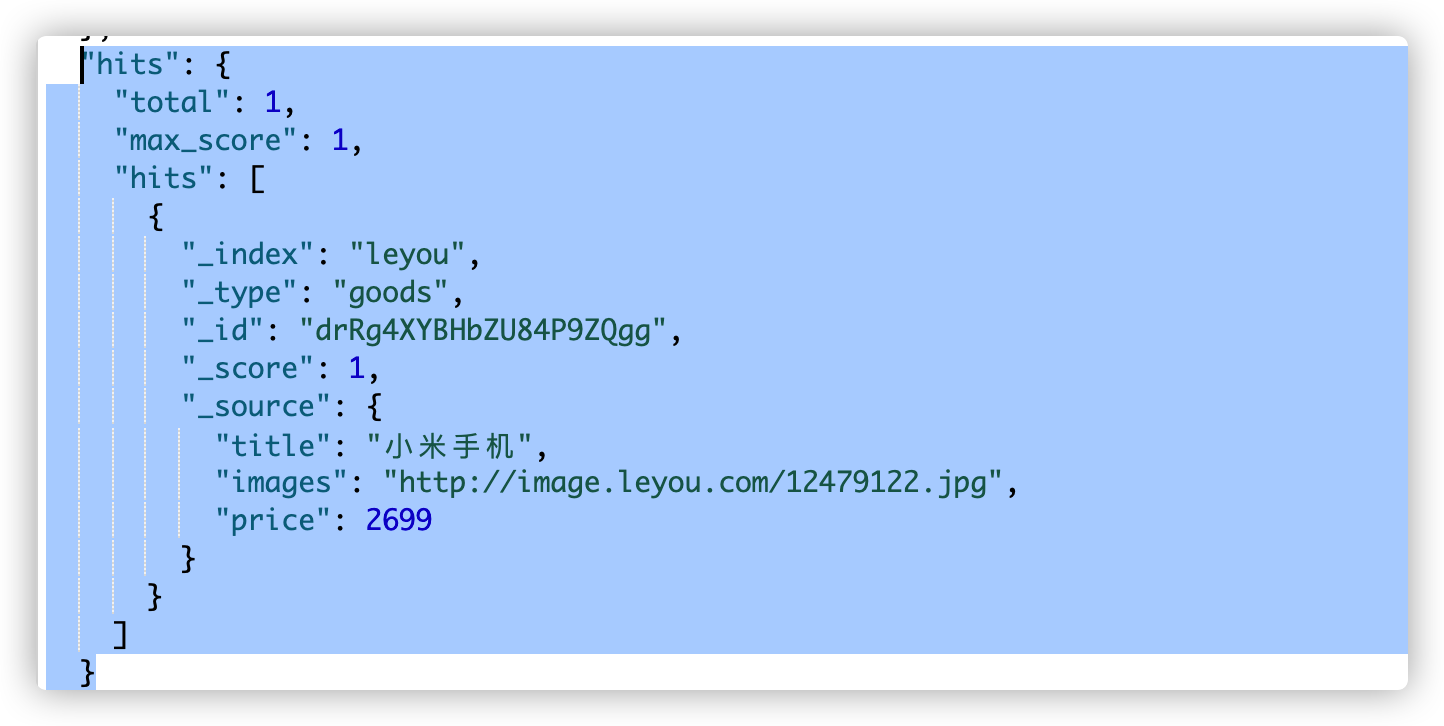 "hits": {
"total": 1,
"max_score": 1,
"hits": [
{
"_index": "leyou",
"_type": "goods",
"_id": "drRg4XYBHbZU84P9ZQgg",
"_score": 1,
"_source": {
"title": "小米手机",
"images": "http://image.leyou.com/12479122.jpg",
"price": 2699
}
}
]
}